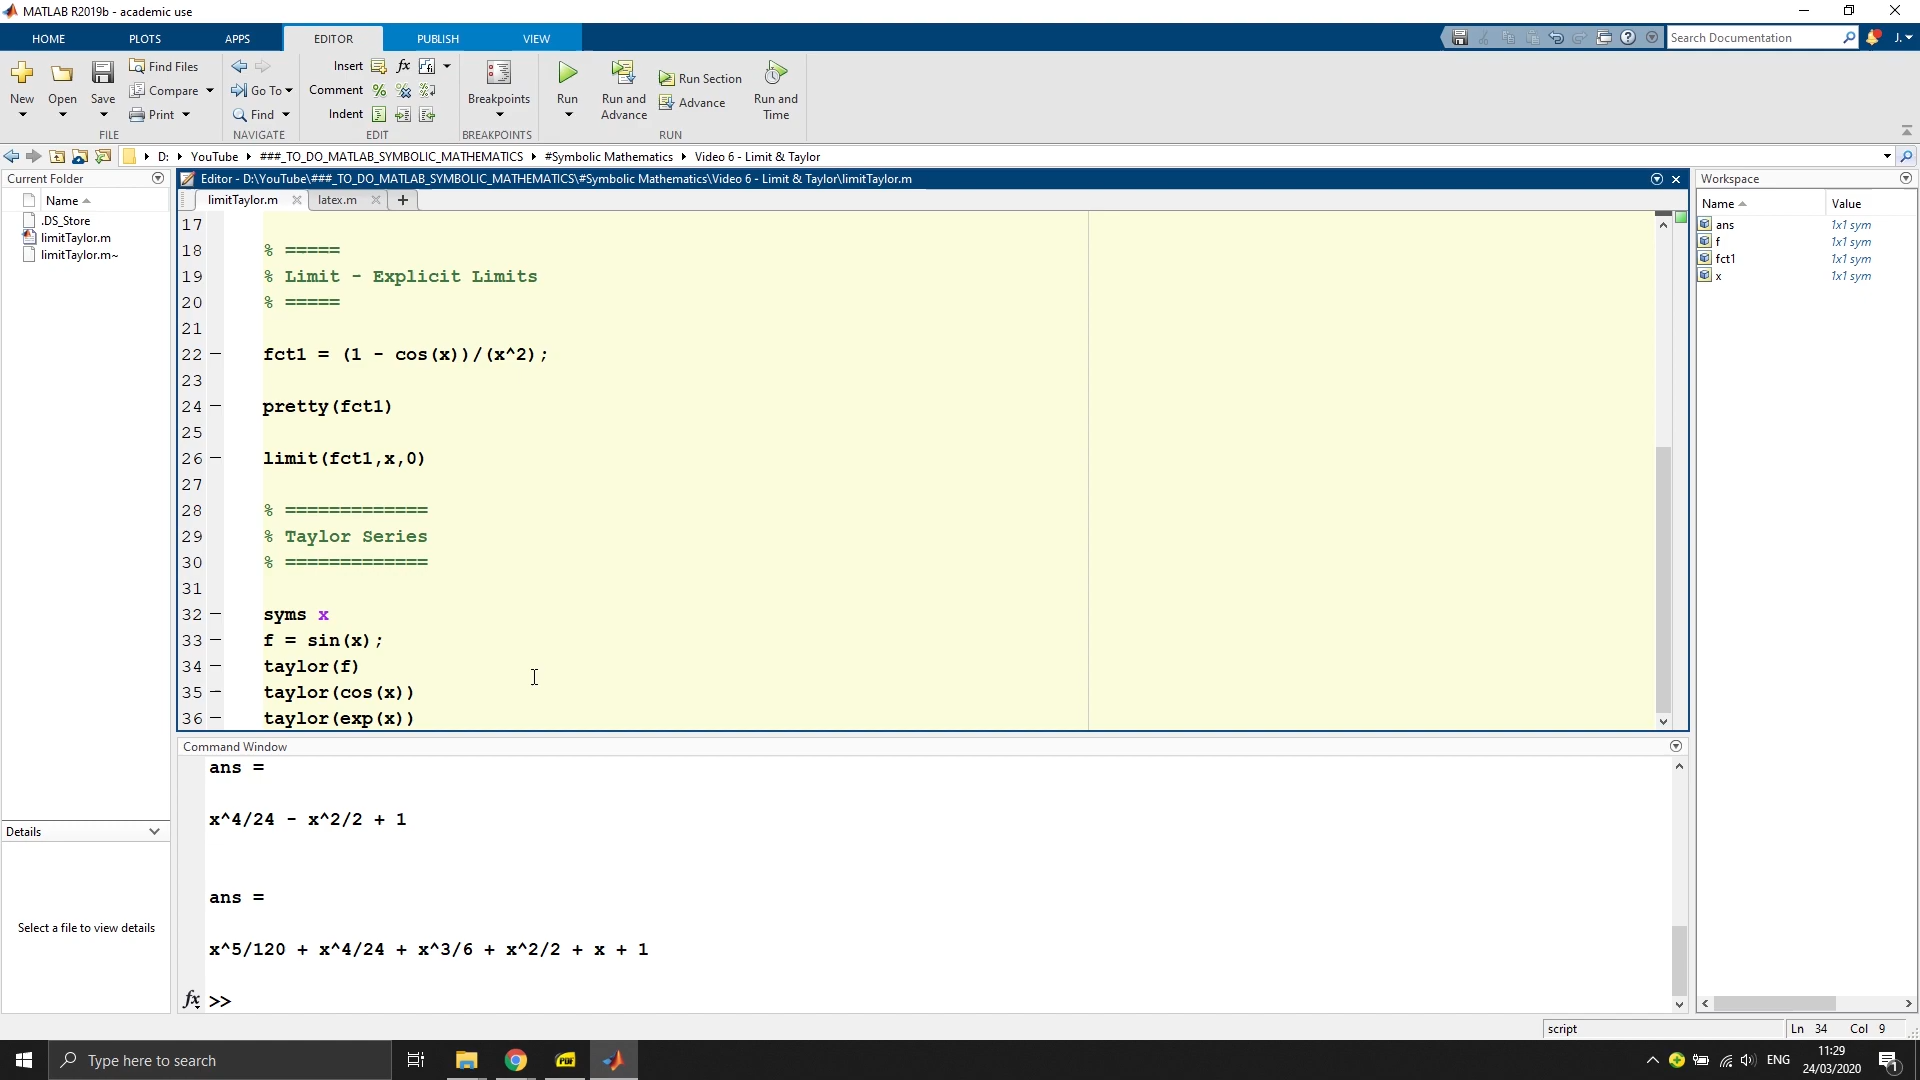 MATLAB R2019b - academic use
HOME PLOTS APPS EDITOR PUBLISH VIEW
Search Documentation
J.
New
Open
Save
Find Files
Compare
Print
FILE
Go To
Find
NAVIGATE
Insert
Comment
Indent
EDIT
fx
Breakpoints
BREAKPOINTS
Run
Run and Advance
Run Section
Advance
Run and Time
RUN
D: YouTube ###_TO_DO_MATLAB_SYMBOLIC_MATHEMATICS #Symbolic Mathematics Video 6 - Limit & Taylor
Current Folder
Name
.DS_Store
limitTaylor.m
limitTaylor.m~
Details
Select a file to view details
Editor - D:\YouTube\###_TO_DO_MATLAB_SYMBOLIC_MATHEMATICS\#Symbolic Mathematics\Video 6 - Limit & Taylor\limitTaylor.m
limitTaylor.m latex.m
17
18 % =====
19 % Limit - Explicit Limits
20 % =====
21
22 fct1 = (1 - cos(x))/(x^2);
23
24 pretty(fct1)
25
26 limit(fct1,x,0)
27
28 % =============
29 % Taylor Series
30 % =============
31
32 syms x
33 f = sin(x);
34 taylor(f)
35 taylor(cos(x))
36 taylor(exp(x))
Command Window
ans =
x^4/24 - x^2/2 + 1
ans =
x^5/120 + x^4/24 + x^3/6 + x^2/2 + x + 1
fx >>
Workspace
Name Value
ans 1x1 sym
f 1x1 sym
fct1 1x1 sym
x 1x1 sym
script Ln 34 Col 9
Type here to search
PDF
ENG
11:29
24/03/2020
1